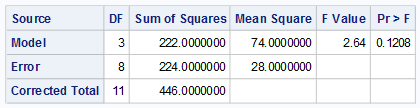 Source DF Sum of Squares Mean Square F Value Pr > F
Model 3 222.0000000 74.0000000 2.64 0.1208
Error 8 224.0000000 28.0000000
Corrected Total 11 446.0000000